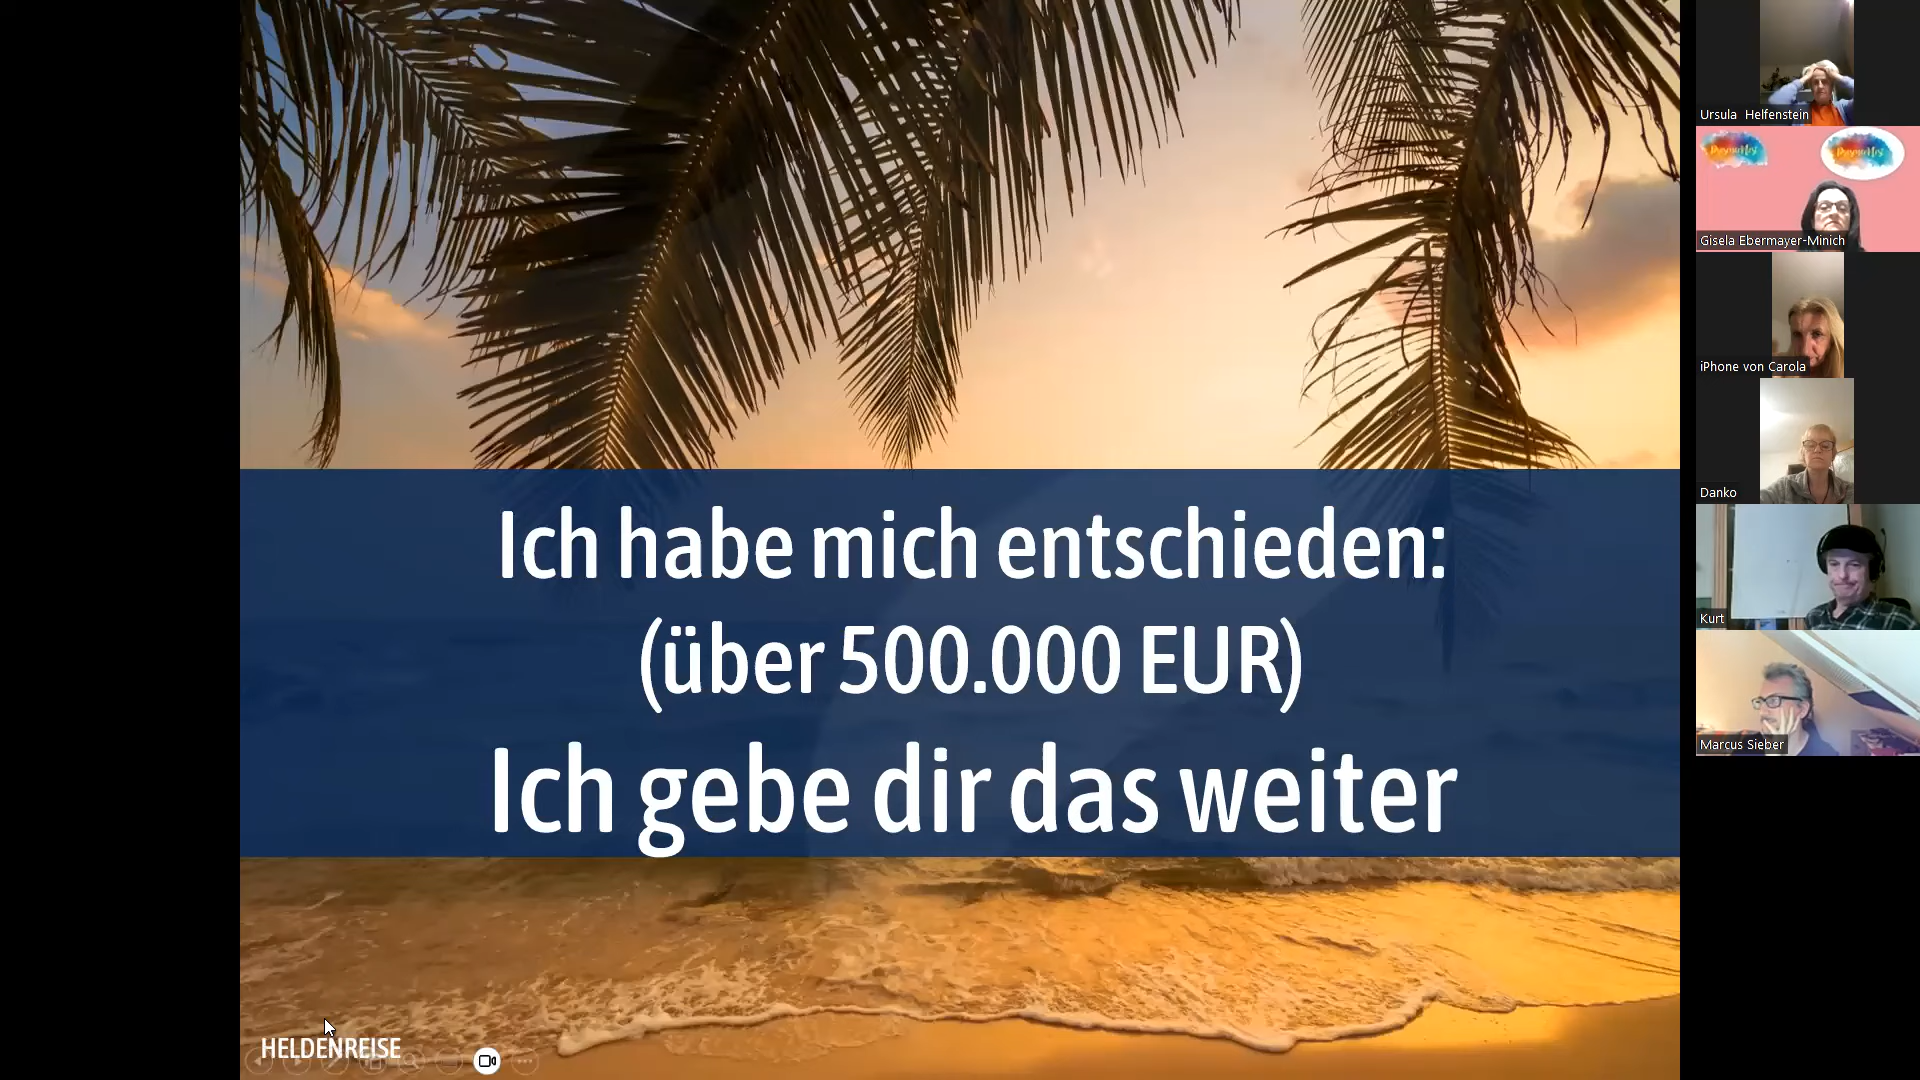 Ich habe mich entschieden:
(über 500.000 EUR)
Ich gebe dir das weiter
HELDENREISE
Ursula Helfenstein
Gisela Ebermayer-Minich
iPhone von Carola
Danko
Kurt
Marcus Sieber